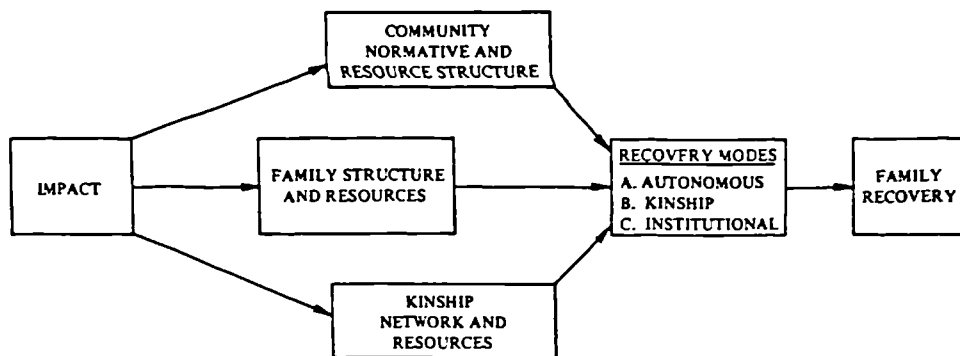 COMMUNITY
NORMATIVE AND
RESOURCE STRUCTURE
IMPACT
FAMILY STRUCTURE
AND RESOURCES
KINSHIP
NETWORK AND
RESOURCES
RECOVERY MODES
A. AUTONOMOUS
B. KINSHIP
C. INSTITUTIONAL
FAMILY
RECOVERY